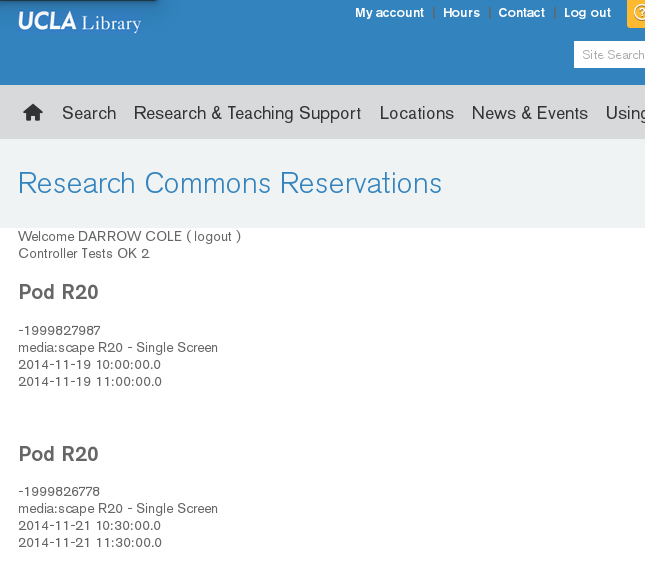 UCLA Library
My account | Hours | Contact | Log out
Site Search
Search Research & Teaching Support Locations News & Events Using
Research Commons Reservations
Welcome DARROW COLE ( logout )
Controller Tests OK 2
Pod R20
-1999827987
media:scape R20 - Single Screen
2014-11-19 10:00:00.0
2014-11-19 11:00:00.0
Pod R20
-1999826778
media:scape R20 - Single Screen
2014-11-21 10:30:00.0
2014-11-21 11:30:00.0